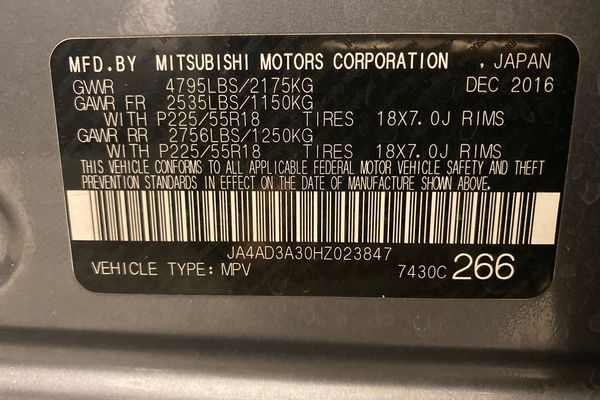 MFD.BY MITSUBISHI MOTORS CORPORATION , JAPAN
GWWR 4795LBS/2175KG DEC 2016
GAWR FR 2535LBS/1150KG
WITH P225/55R18 TIRES 18X7.0J RIMS
GAWR RR 2756LBS/1250KG
WITH P225/55R18 TIRES 18X7.0J RIMS
THIS VEHICLE CONFORMS TO ALL APPLICABLE FEDERAL MOTOR VEHICLE SAFETY AND THEFT
PREVENTION STANDARDS IN EFFECT ON THE DATE OF MANUFACTURE SHOWN ABOVE.
JA4AD3A30HZ023847
VEHICLE TYPE: MPV 7430C 266